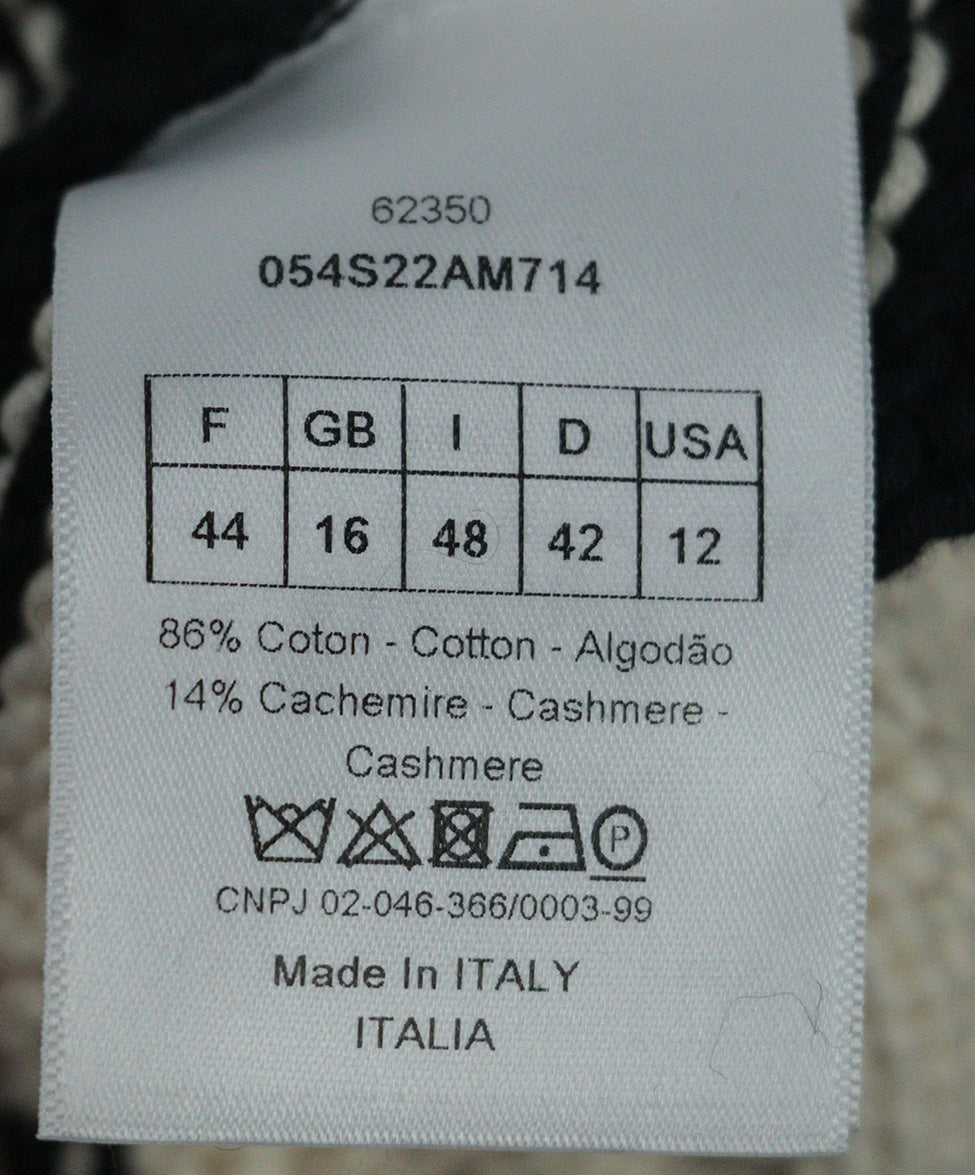 62350
054S22AM714
F GB I D USA
44 16 48 42 12
86% Coton - Cotton - Algodão
14% Cachemire - Cashmere -
Cashmere
P
CNPJ 02-046-366/0003-99
Made In ITALY
ITALIA